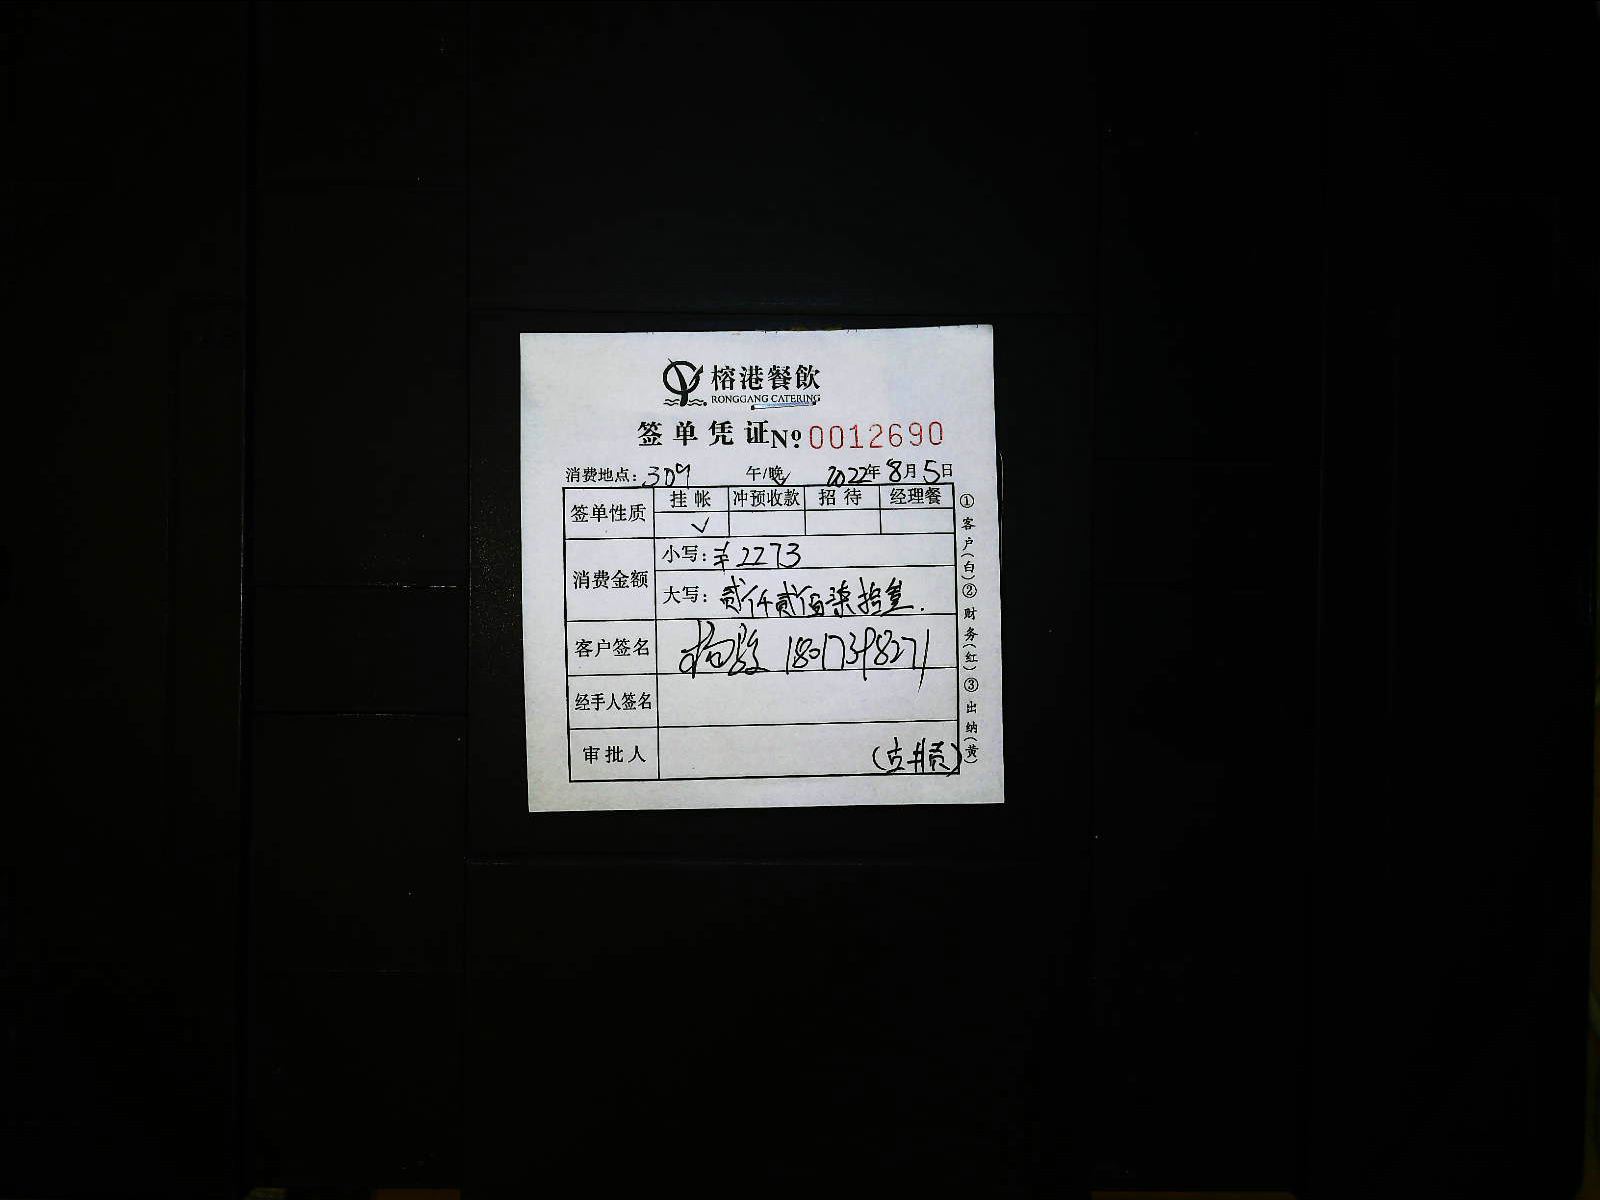 榕港餐飲
RONGGANG CATERING
签单凭证 Nº 0012690
消费地点：309 午/晚✓ 2022年8月5日
签单性质 挂帐 冲预收款 招待 经理餐
✓
消费金额 小写：¥2273
大写：贰仟贰佰柒拾叁.
客户签名 18017398271
经手人签名
审批人
①客户(白)②财务(红)③出纳(黄)